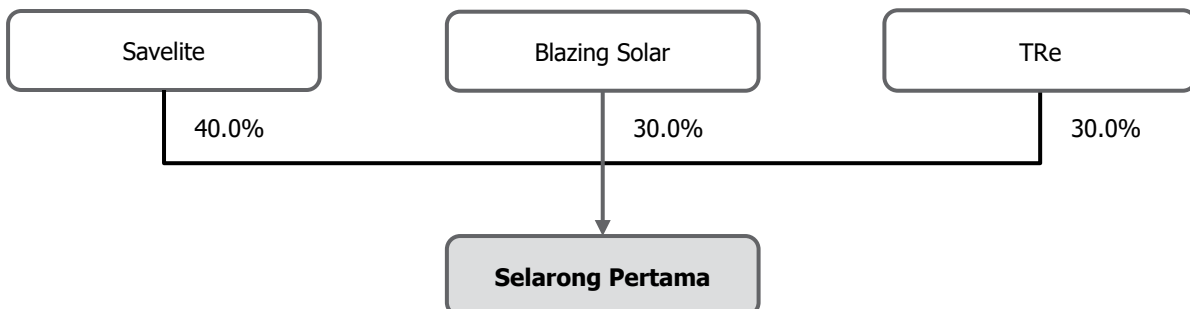 Savelite
Blazing Solar
TRe
40.0%
30.0%
30.0%
Selarong Pertama